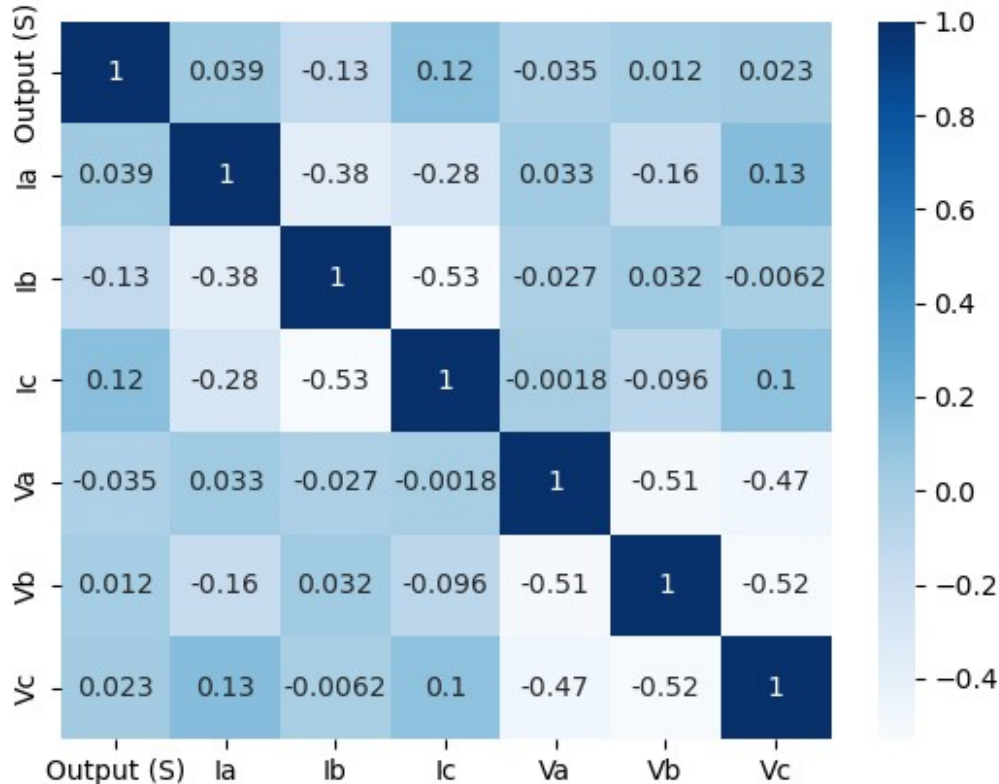 Output (S) 1 0.039 -0.13 0.12 -0.035 0.012 0.023 1.0
Ia 0.039 1 -0.38 -0.28 0.033 -0.16 0.13 0.8
0.6
Ib -0.13 -0.38 1 -0.53 -0.027 0.032 -0.0062
0.4
Ic 0.12 -0.28 -0.53 1 -0.0018 -0.096 0.1
0.2
Va -0.035 0.033 -0.027 -0.0018 1 -0.51 -0.47
0.0
Vb 0.012 -0.16 0.032 -0.096 -0.51 1 -0.52
−0.2
Vc 0.023 0.13 -0.0062 0.1 -0.47 -0.52 1
−0.4
Output (S) Ia Ib Ic Va Vb Vc